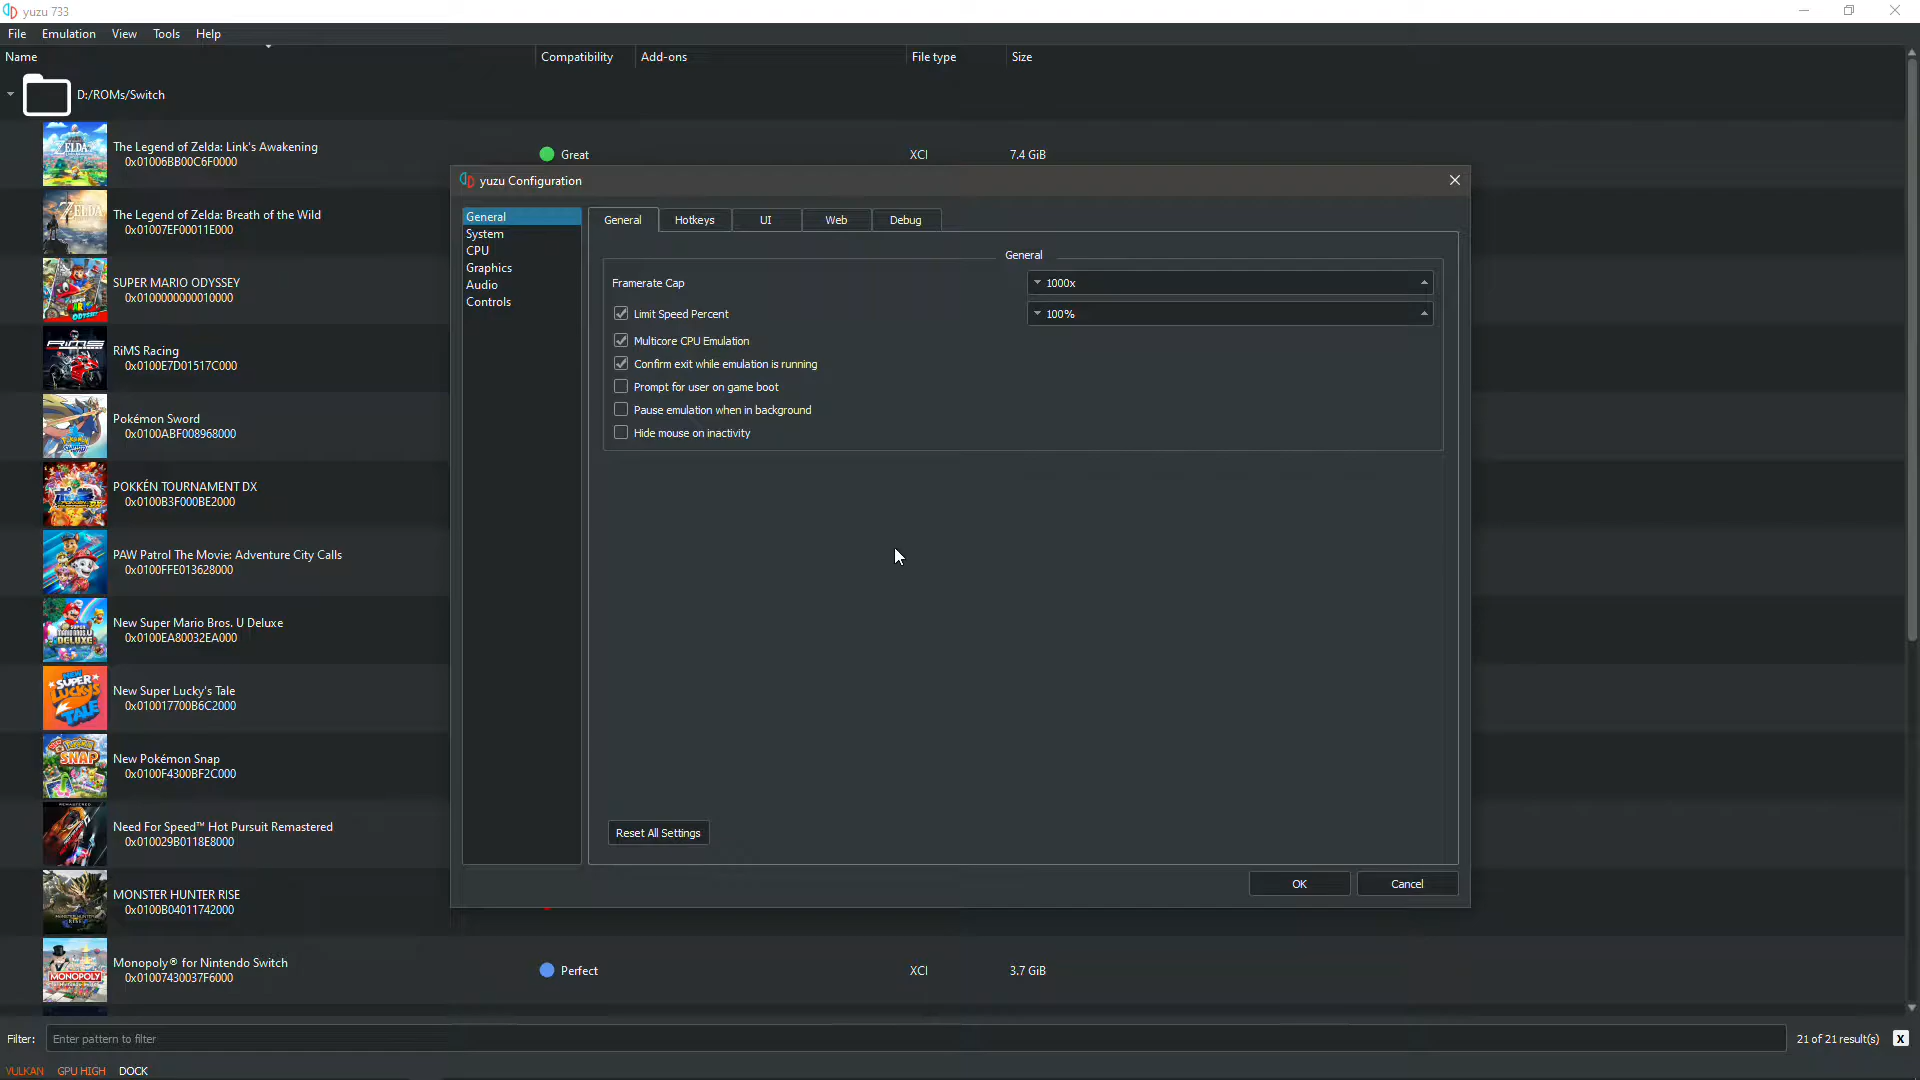 yuzu 733
File Emulation View Tools Help
Name Compatibility Add-ons File type Size
D:/ROMs/Switch
The Legend of Zelda: Link's Awakening
0x01006BB00C6F0000
Great XCI 7.4 GiB
The Legend of Zelda: Breath of the Wild
0x01007EF00011E000
SUPER MARIO ODYSSEY
0x0100000000010000
RiMS Racing
0x0100E7D01517C000
Pokémon Sword
0x0100ABF008968000
POKKÉN TOURNAMENT DX
0x0100B3F000BE2000
PAW Patrol The Movie: Adventure City Calls
0x0100FFE013628000
New Super Mario Bros. U Deluxe
0x0100EA80032EA000
New Super Lucky's Tale
0x010017700B6C2000
New Pokémon Snap
0x0100F4300BF2C000
Need For Speed™ Hot Pursuit Remastered
0x010029B0118E8000
MONSTER HUNTER RISE
0x0100B04011742000
Monopoly® for Nintendo Switch
0x01007430037F6000
Perfect XCI 3.7 GiB
yuzu Configuration
General
System
CPU
Graphics
Audio
Controls
General Hotkeys UI Web Debug
General
Framerate Cap 1000x
Limit Speed Percent 100%
Multicore CPU Emulation
Confirm exit while emulation is running
Prompt for user on game boot
Pause emulation when in background
Hide mouse on inactivity
Reset All Settings
OK Cancel
Filter: Enter pattern to filter 21 of 21 result(s) X
VULKAN GPU HIGH DOCK